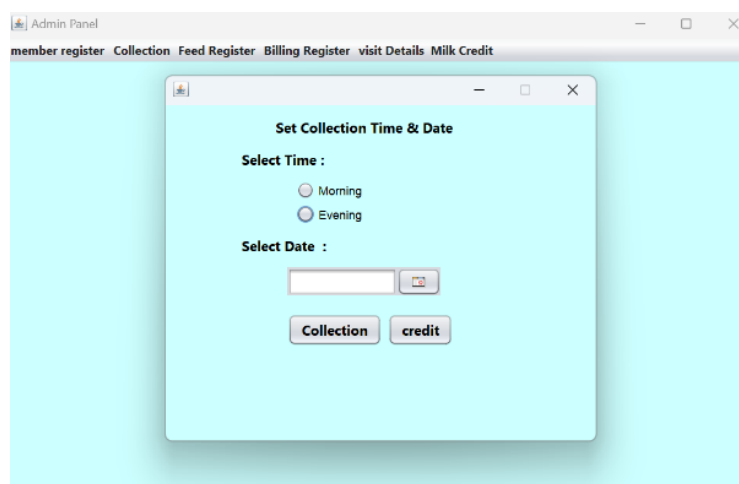 Admin Panel
member register Collection Feed Register Billing Register visit Details Milk Credit
Set Collection Time & Date
Select Time :
Morning
Evening
Select Date :
Collection credit